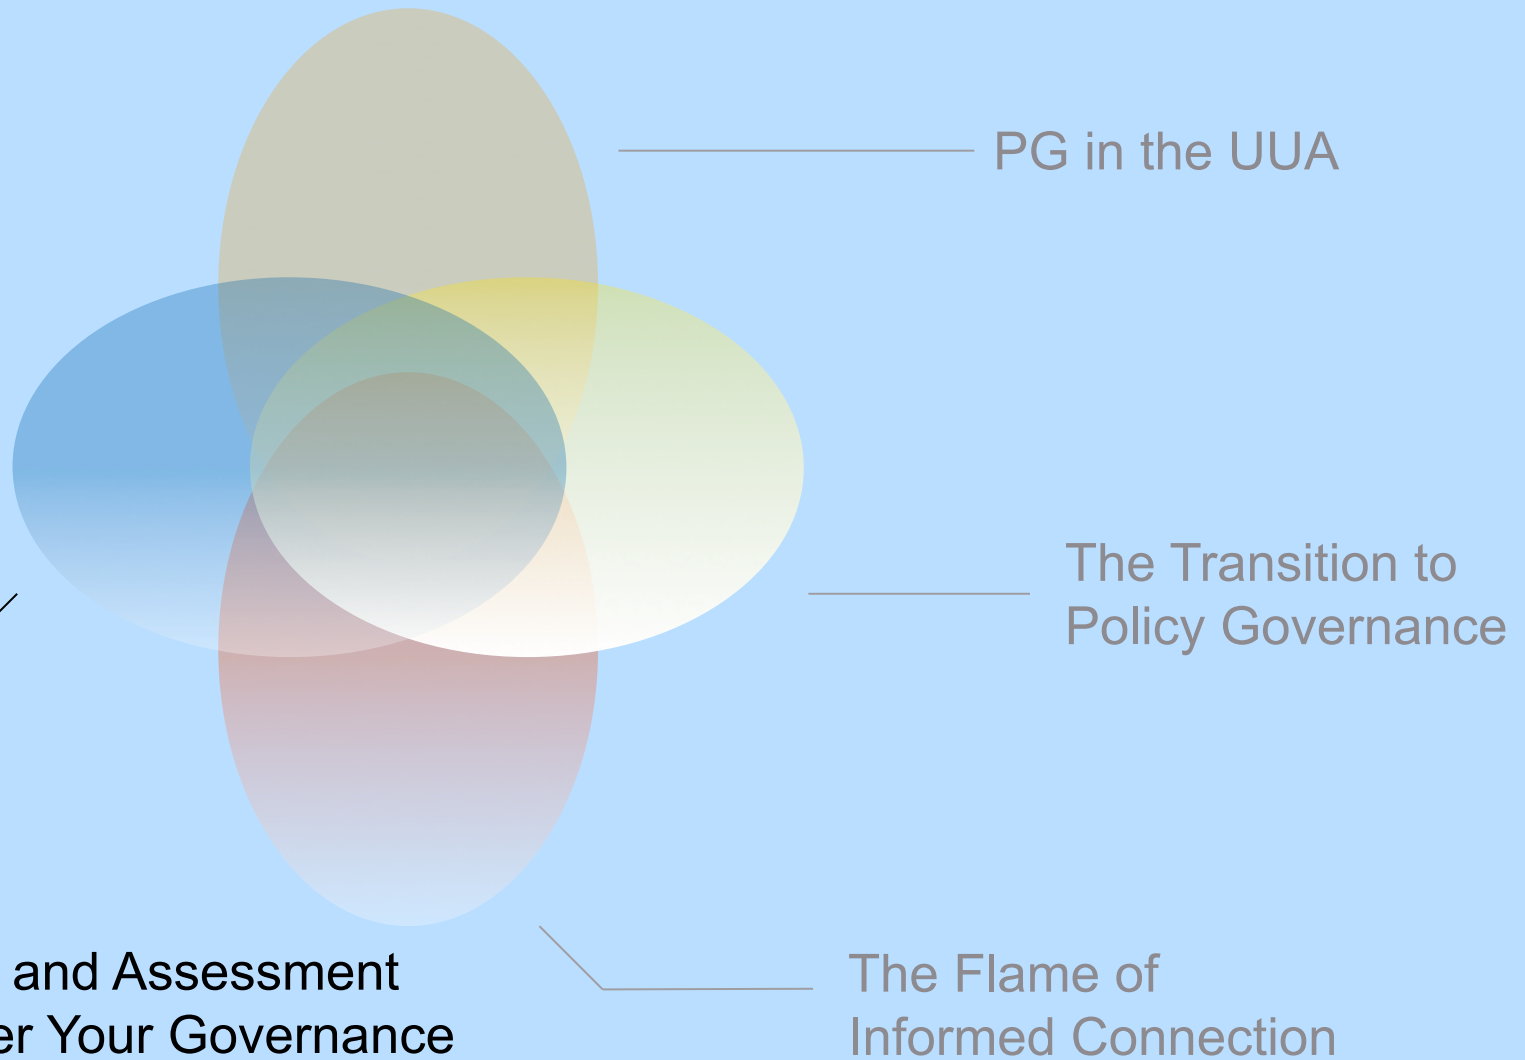 PG in the UUA
The Transition to
Policy Governance
and Assessment
Your Governance
The Flame of
Informed Connection